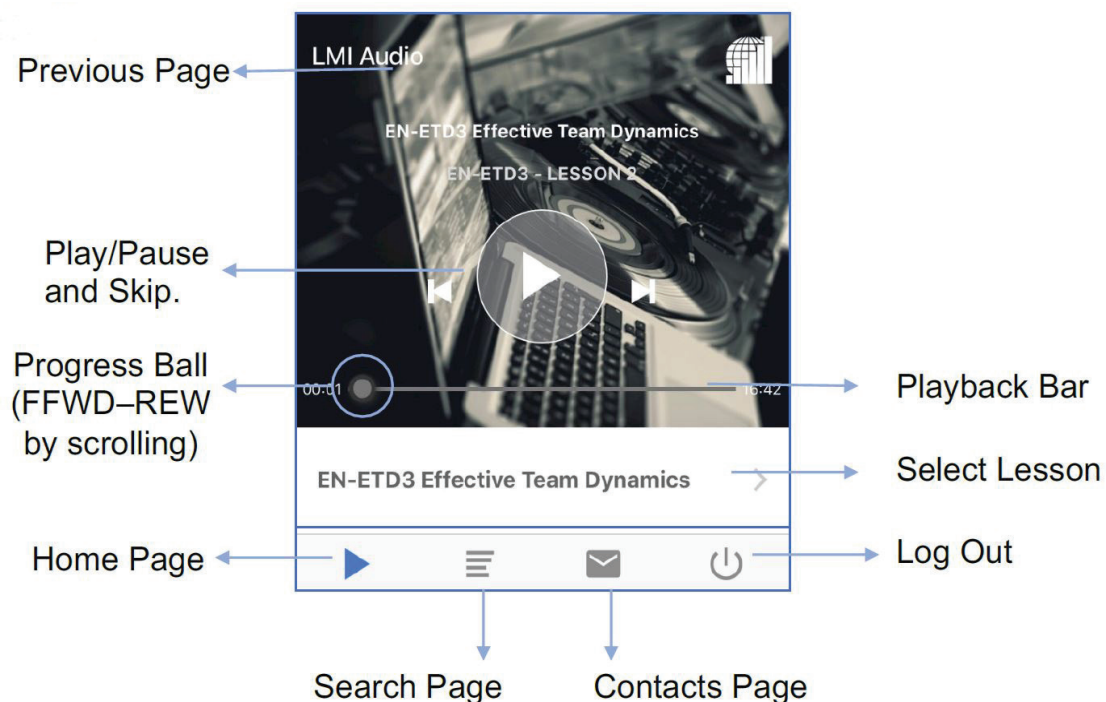 LMI Audio
Previous Page
EN-ETD3 Effective Team Dynamics
EN-ETD3 - LESSON 2
Play/Pause
and Skip.
Progress Ball
(FFWD–REW
by scrolling)
00:01
16:42
Playback Bar
EN-ETD3 Effective Team Dynamics
Select Lesson
Home Page
Log Out
Search Page
Contacts Page